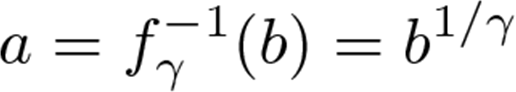 a = f_γ^{-1}(b) = b^{1/γ}